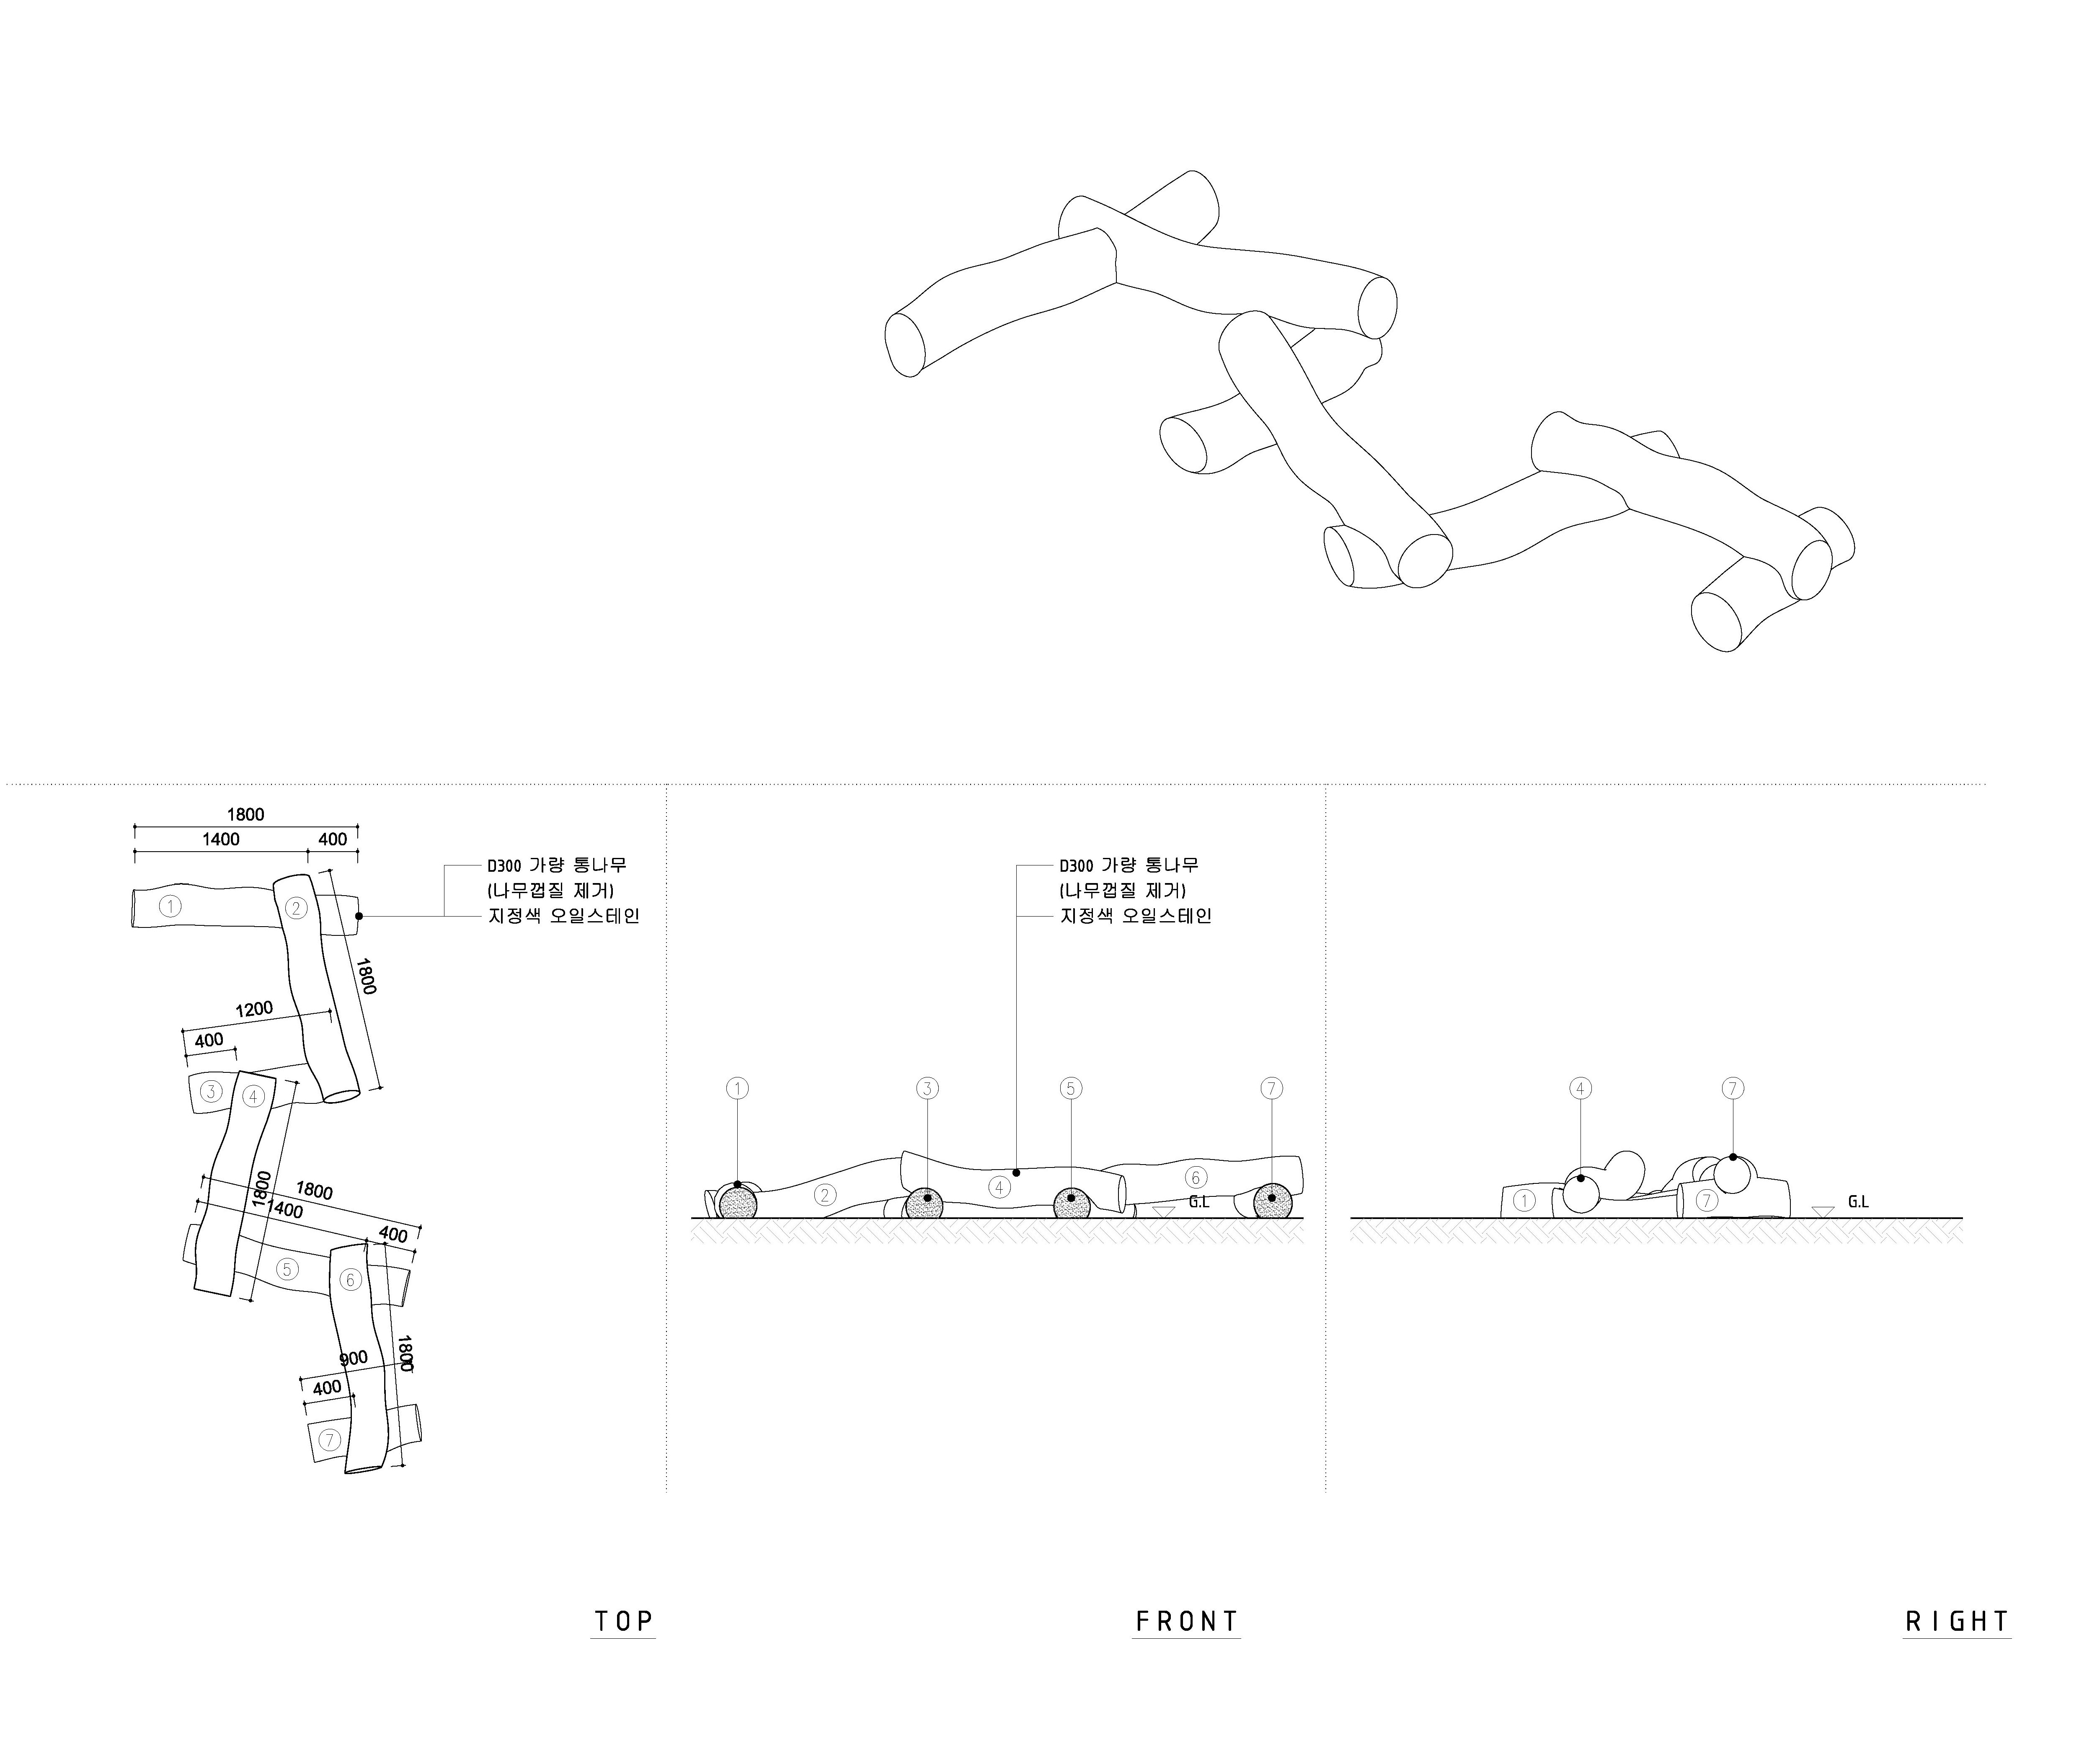 1800
1400 400
D300 가량 통나무
(나무껍질 제거)
지정색 오일스테인
① ②
1800
1200
400
③ ④
1800
1800
1400
400
⑤ ⑥
1800
900
400
⑦
D300 가량 통나무
(나무껍질 제거)
지정색 오일스테인
① ③ ⑤ ⑦
② ④ ⑥
G.L
④ ⑦
① ⑦
G.L
TOP
FRONT
RIGHT